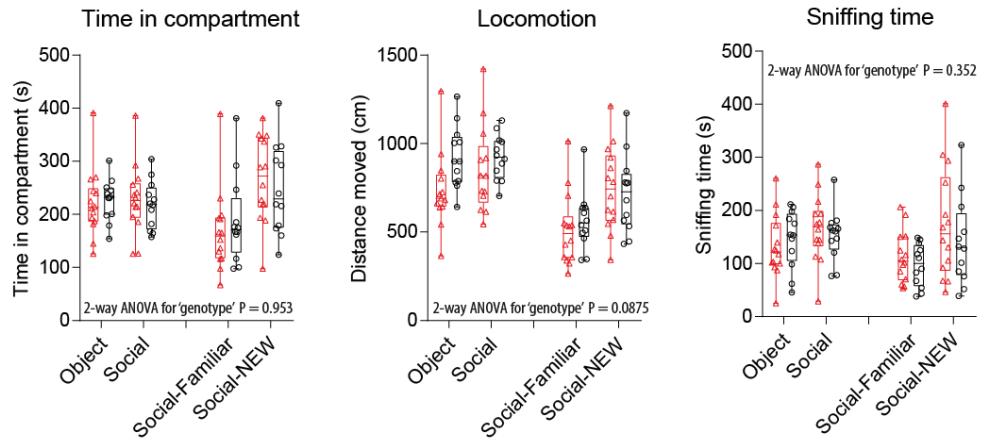 Time in compartment
Time in compartment (s)
500
400
300
200
100
0
2-way ANOVA for 'genotype' P = 0.953
Object
Social
Social-Familiar
Social-NEW
Locomotion
Distance moved (cm)
1500
1000
500
0
2-way ANOVA for 'genotype' P = 0.0875
Object
Social
Social-Familiar
Social-NEW
Sniffing time
Sniffing time (s)
500
400
300
200
100
0
2-way ANOVA for 'genotype' P = 0.352
Object
Social
Social-Familiar
Social-NEW